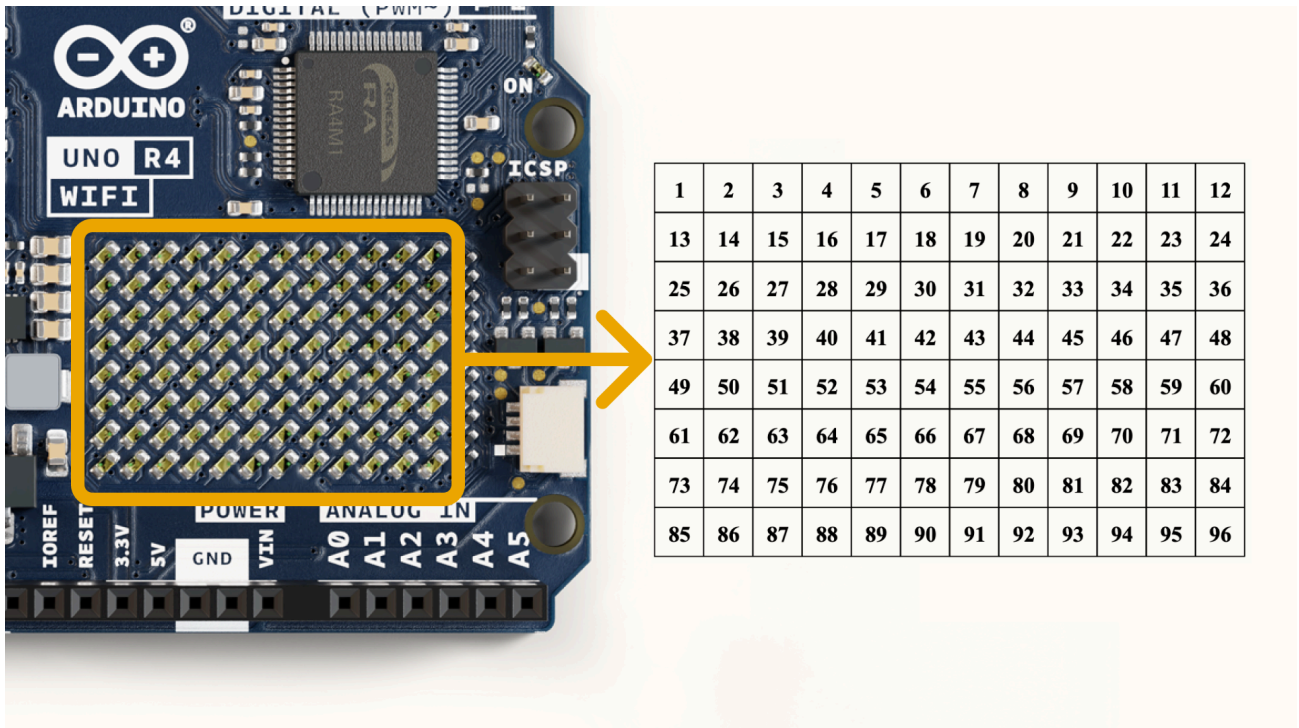 DIGITAL (PWM~)
®
ARDUINO
ON
RENESAS
RA
RA4M1
UNO R4
WIFI
ICSP
POWER
ANALOG IN
IOREF
RESET
3.3V
5V
GND
VIN
A0
A1
A2
A3
A4
A5
1 2 3 4 5 6 7 8 9 10 11 12
13 14 15 16 17 18 19 20 21 22 23 24
25 26 27 28 29 30 31 32 33 34 35 36
37 38 39 40 41 42 43 44 45 46 47 48
49 50 51 52 53 54 55 56 57 58 59 60
61 62 63 64 65 66 67 68 69 70 71 72
73 74 75 76 77 78 79 80 81 82 83 84
85 86 87 88 89 90 91 92 93 94 95 96